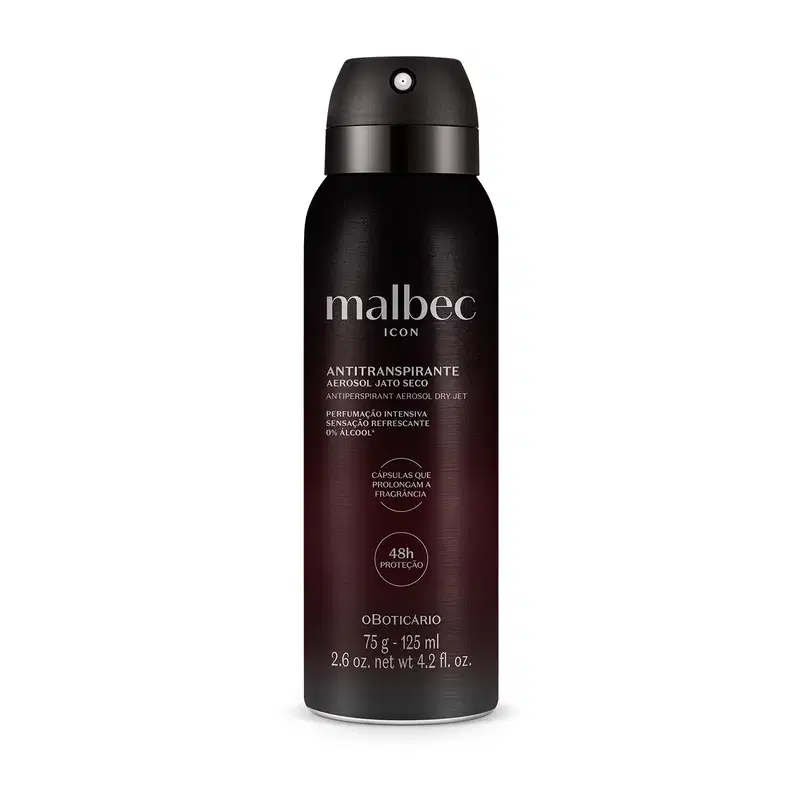 malbec
ICON
ANTITRANSPIRANTE
AEROSOL JATO SECO
ANTIPERSPIRANT AEROSOL DRY JET
PERFUMAÇÃO INTENSIVA
SENSAÇÃO REFRESCANTE
0% ÁLCOOL*
CÁPSULAS QUE
PROLONGAM A
FRAGRÂNCIA
48h
PROTEÇÃO
oBOTICÁRIO
75 g - 125 ml
2.6 oz. net wt 4.2 fl. oz.